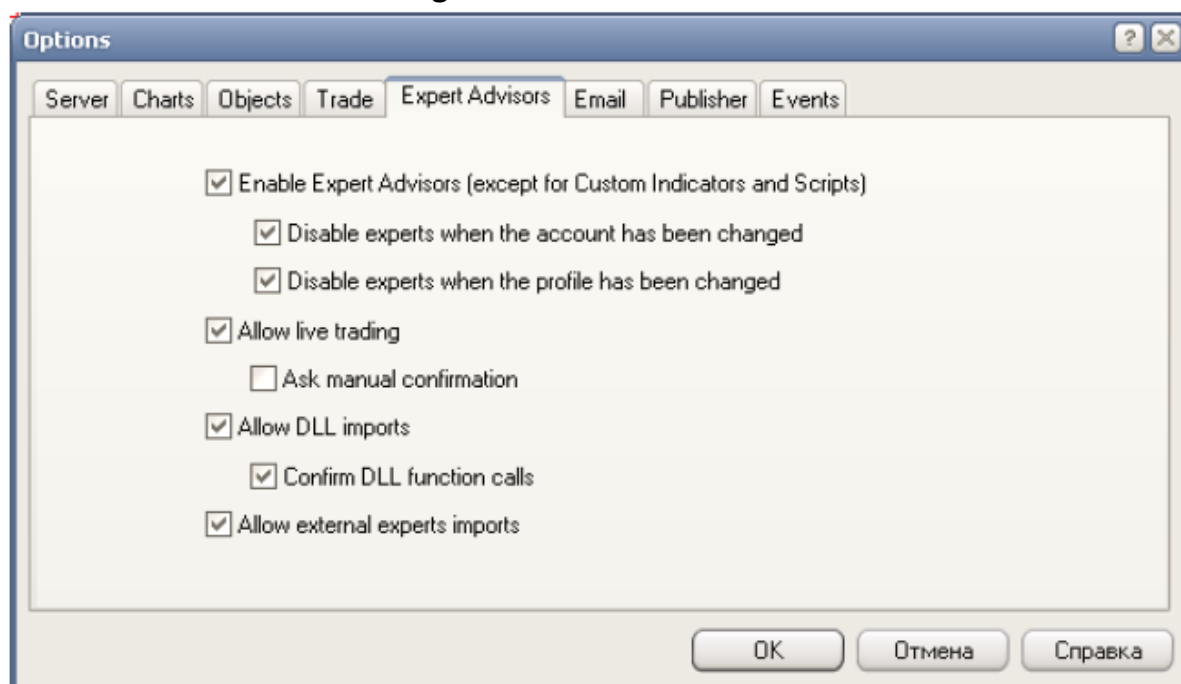 Options
Server Charts Objects Trade Expert Advisors Email Publisher Events
Enable Expert Advisors (except for Custom Indicators and Scripts)
Disable experts when the account has been changed
Disable experts when the profile has been changed
Allow live trading
Ask manual confirmation
Allow DLL imports
Confirm DLL function calls
Allow external experts imports
OK Отмена Справка